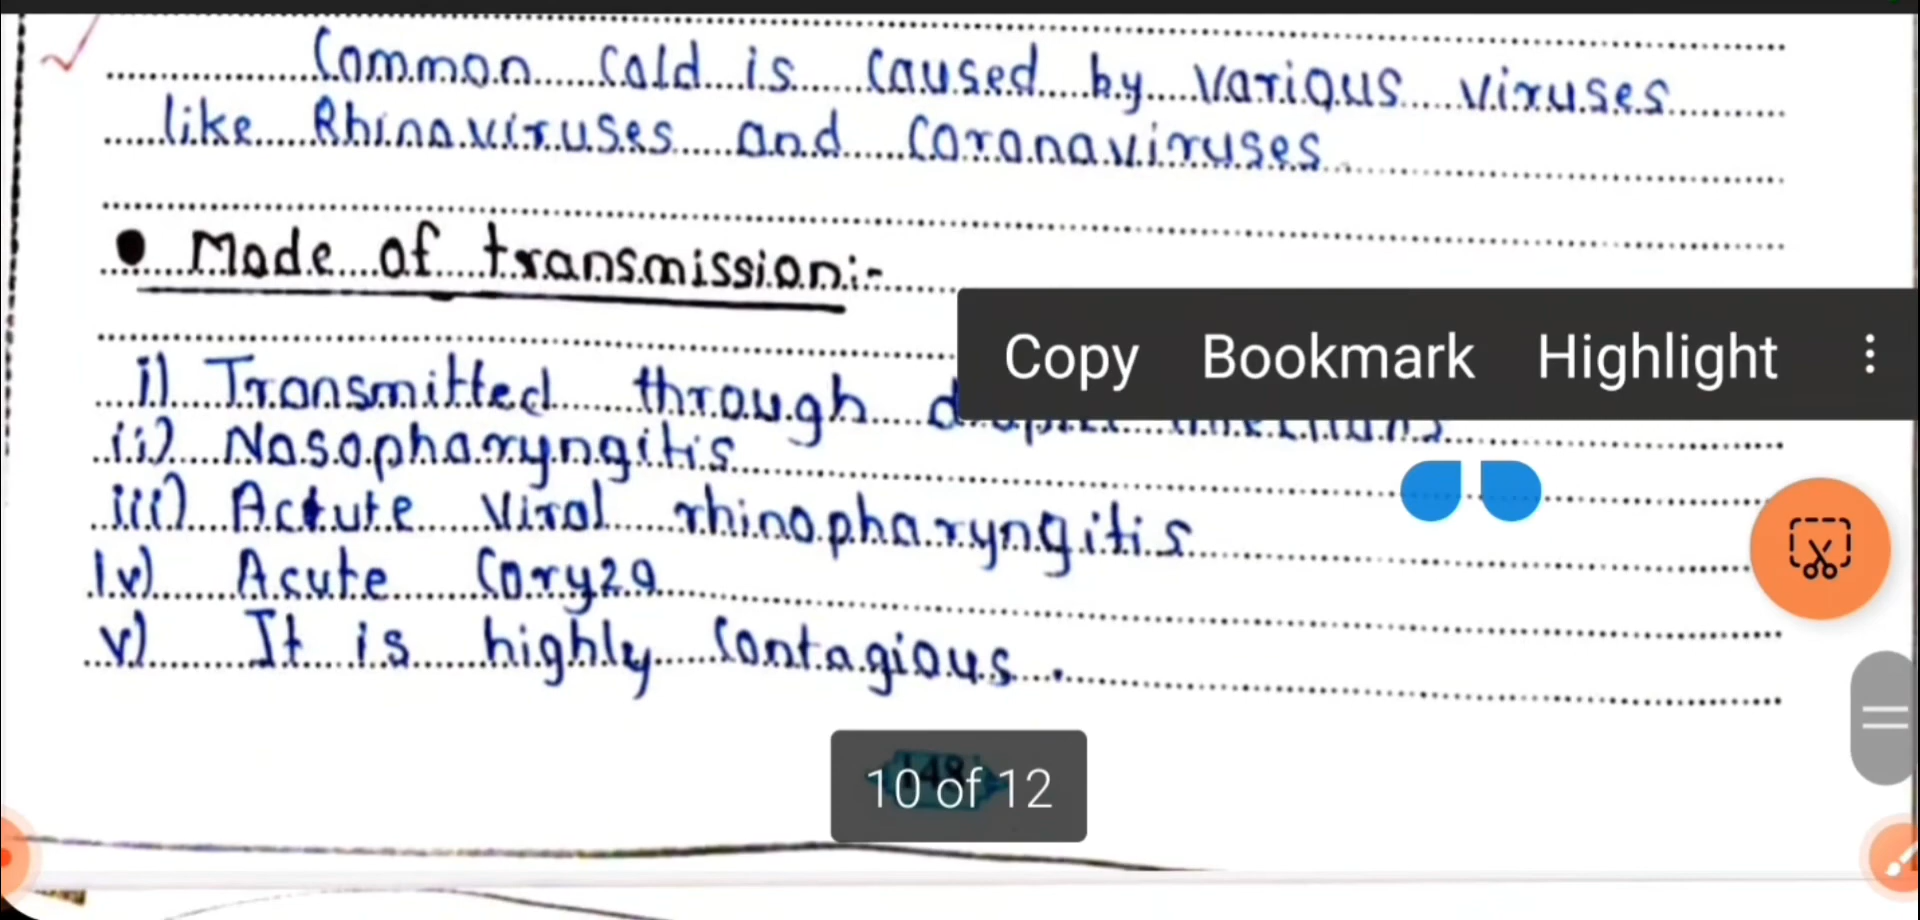 Common cold is caused by various viruses
like Rhinoviruses and Coronaviruses.
● Mode of transmission:-
Copy Bookmark Highlight
i) Transmitted through
ii) Nasopharyngitis
iii) Actute Viral rhinopharyngitis
iv) Acute Coryza
v) It is highly Contagious.
10 of 12